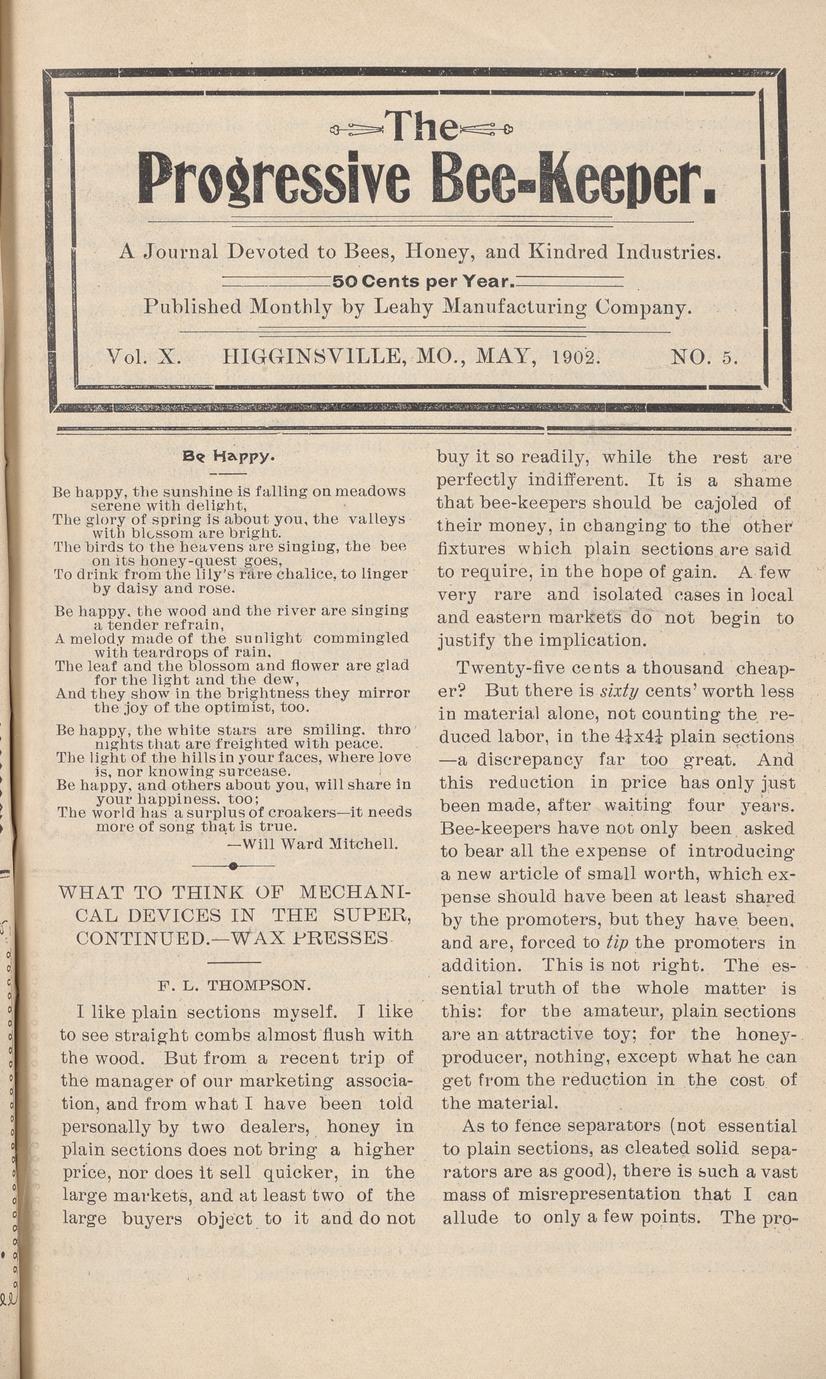 The
Progressive Bee-Keeper.
A Journal Devoted to Bees, Honey, and Kindred Industries.
50 Cents per Year.
Published Monthly by Leahy Manufacturing Company.
Vol. X. HIGGINSVILLE, MO., MAY, 1902. NO. 5.
Be Happy.
Be happy, the sunshine is falling on meadows
serene with delight,
The glory of spring is about you, the valleys
with blossom are bright.
The birds to the heavens are singing, the bee
on its honey-quest goes,
To drink from the lily's rare chalice, to linger
by daisy and rose.
Be happy, the wood and the river are singing
a tender refrain,
A melody made of the sunlight commingled
with teardrops of rain,
The leaf and the blossom and flower are glad
for the light and the dew,
And they show in the brightness they mirror
the joy of the optimist, too.
Be happy, the white stars are smiling, thro'
nights that are freighted with peace.
The light of the hills in your faces, where love
is, nor knowing surcease.
Be happy, and others about you, will share in
your happiness, too;
The world has a surplus of croakers—it needs
more of song that is true.
—Will Ward Mitchell.
WHAT TO THINK OF MECHANI-
CAL DEVICES IN THE SUPER,
CONTINUED.—WAX PRESSES
F. L. THOMPSON.
I like plain sections myself. I like
to see straight combs almost flush with
the wood. But from a recent trip of
the manager of our marketing associa-
tion, and from what I have been told
personally by two dealers, honey in
plain sections does not bring a higher
price, nor does it sell quicker, in the
large markets, and at least two of the
large buyers object to it and do not
buy it so readily, while the rest are
perfectly indifferent. It is a shame
that bee-keepers should be cajoled of
their money, in changing to the other
fixtures which plain sections are said
to require, in the hope of gain. A few
very rare and isolated cases in local
and eastern markets do not begin to
justify the implication.
Twenty-five cents a thousand cheap-
er? But there is sixty cents' worth less
in material alone, not counting the re-
duced labor, in the 4¼x4¼ plain sections
—a discrepancy far too great. And
this reduction in price has only just
been made, after waiting four years.
Bee-keepers have not only been asked
to bear all the expense of introducing
a new article of small worth, which ex-
pense should have been at least shared
by the promoters, but they have been,
and are, forced to tip the promoters in
addition. This is not right. The es-
sential truth of the whole matter is
this: for the amateur, plain sections
are an attractive toy; for the honey-
producer, nothing, except what he can
get from the reduction in the cost of
the material.
As to fence separators (not essential
to plain sections, as cleated solid sepa-
rators are as good), there is such a vast
mass of misrepresentation that I can
allude to only a few points. The pro-